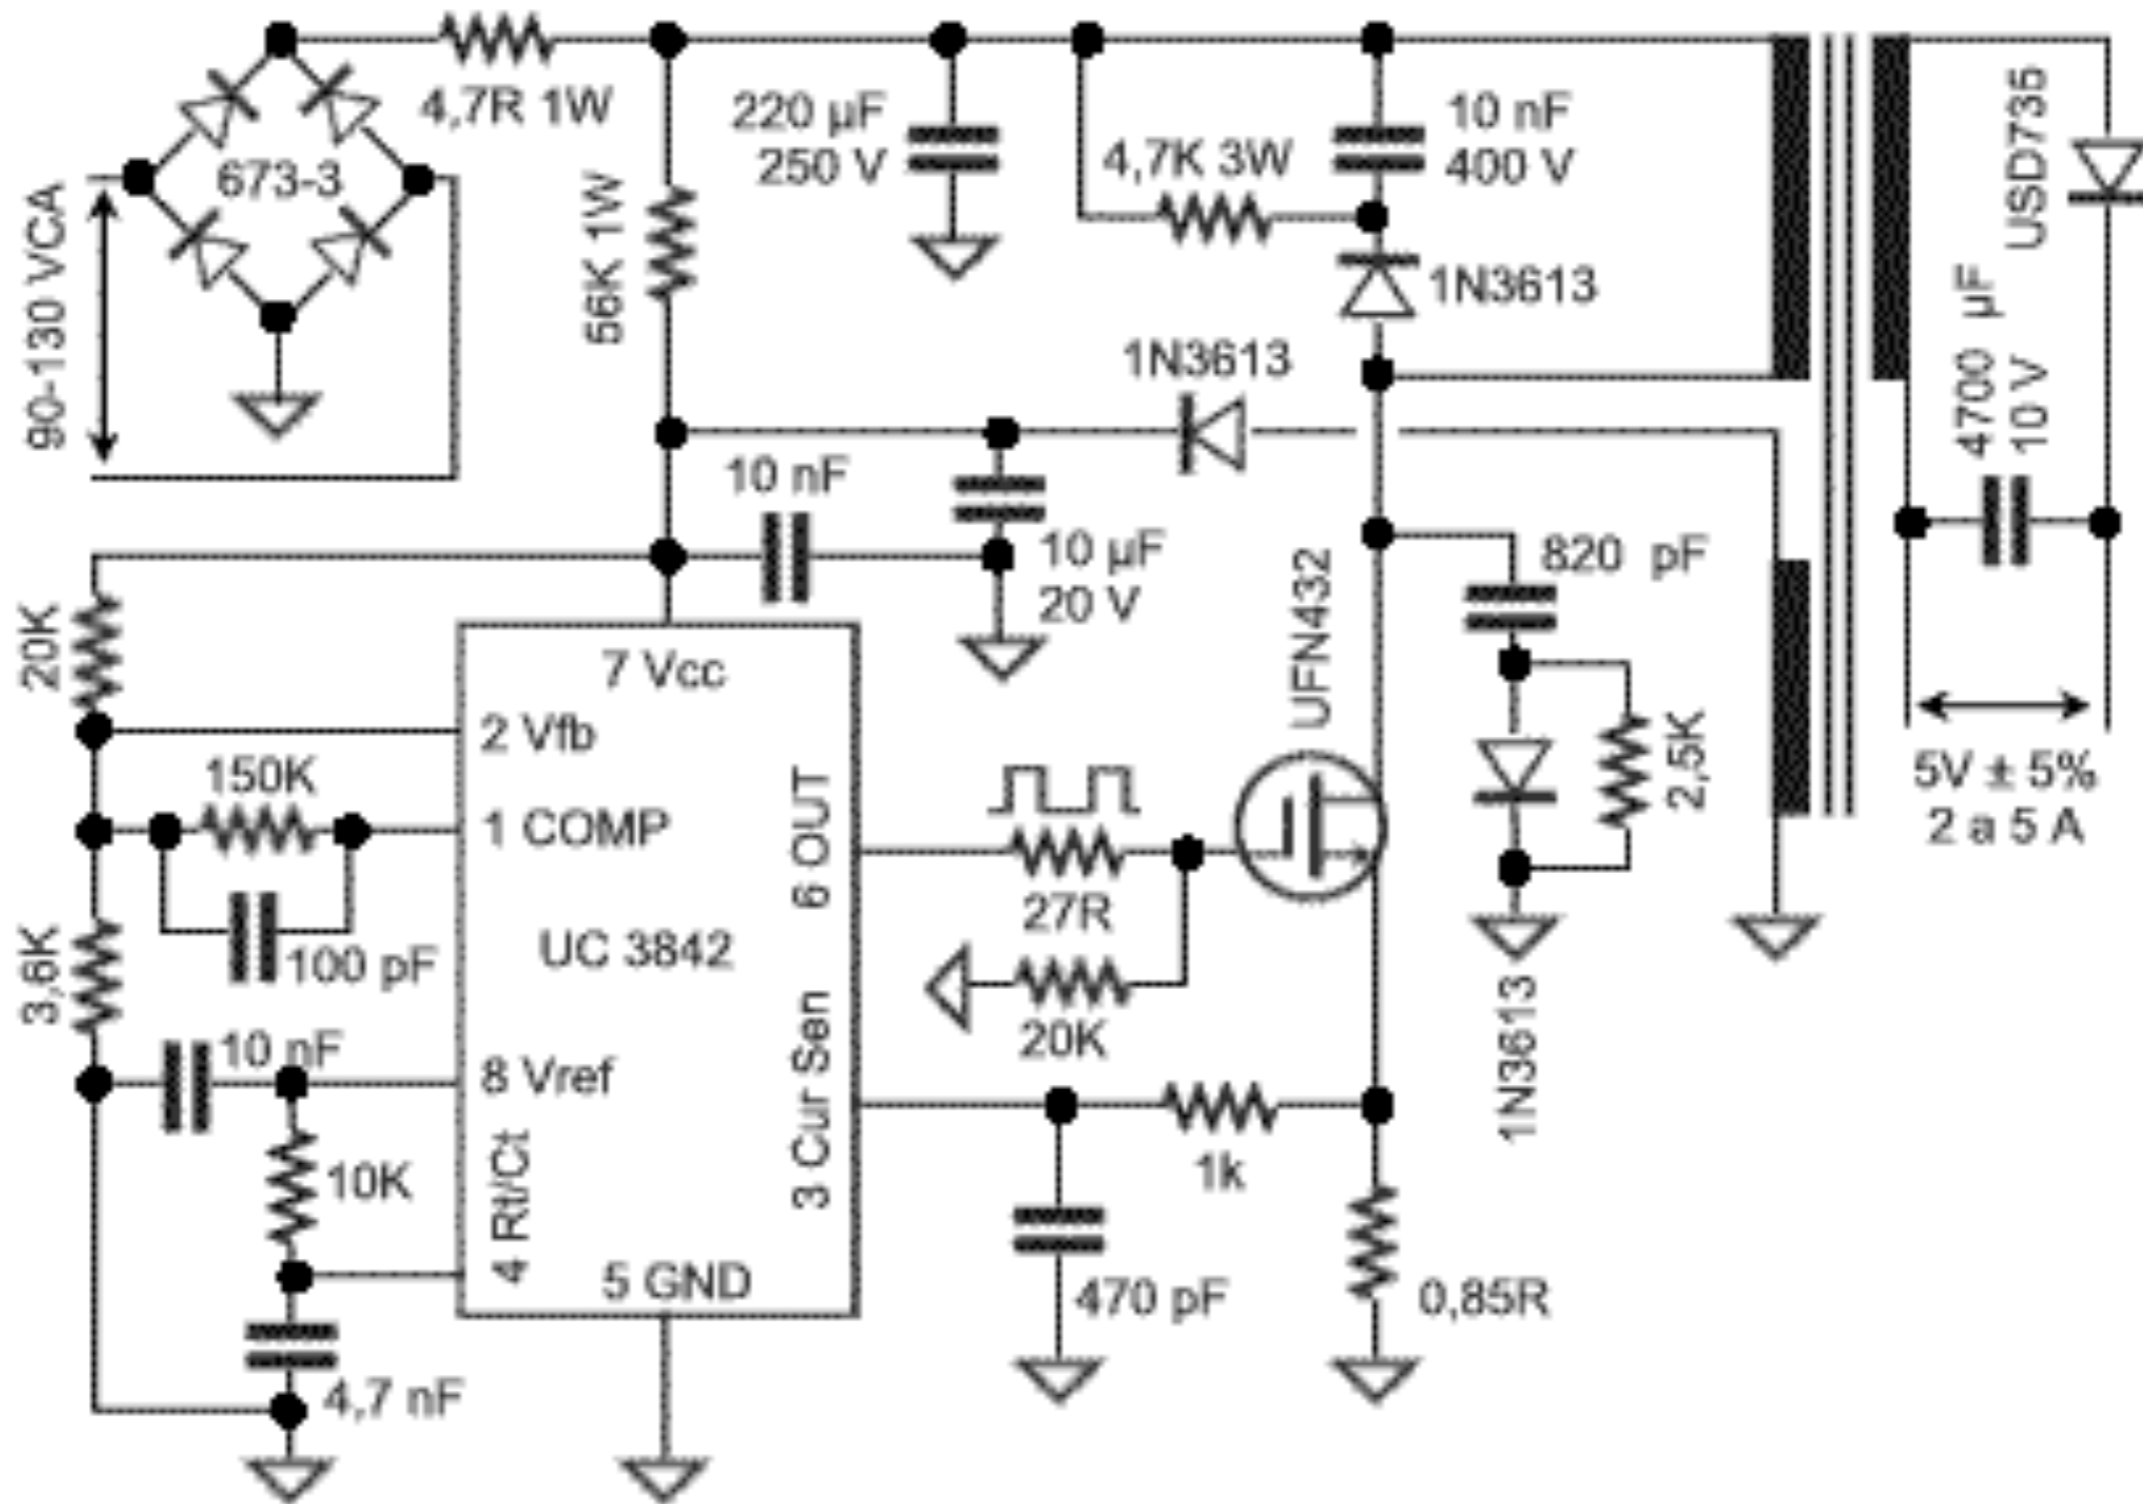 4,7R 1W
673-3
90-130 VCA
56K 1W
220 µF
250 V
4,7K 3W
10 nF
400 V
1N3613
1N3613
USD735
4700 µF
10 V
10 nF
10 µF
20 V
820 pF
UFN432
20K
7 Vcc
2 Vfb
150K
1 COMP
6 OUT
27R
2,5K
5V ± 5%
2 a 5 A
UC 3842
100 pF
3,6K
20K
10 nF
8 Vref
3 Cur Sen
1N3613
10K
4 Rt/Ct
1k
5 GND
470 pF
0,85R
4,7 nF